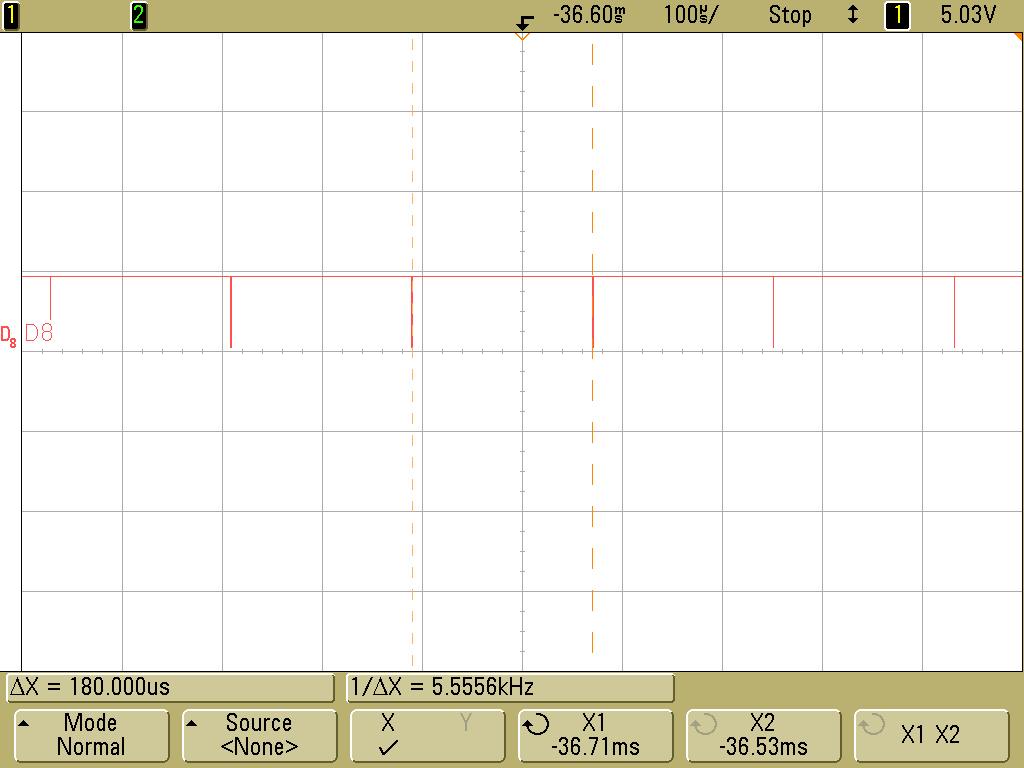 1 2 -36.60ms 100us/ Stop ↕ 1 5.03V
D8 D8
ΔX = 180.000us 1/ΔX = 5.5556kHz
Mode Source X Y X1 X2 X1 X2
Normal <None> ✓ -36.71ms -36.53ms